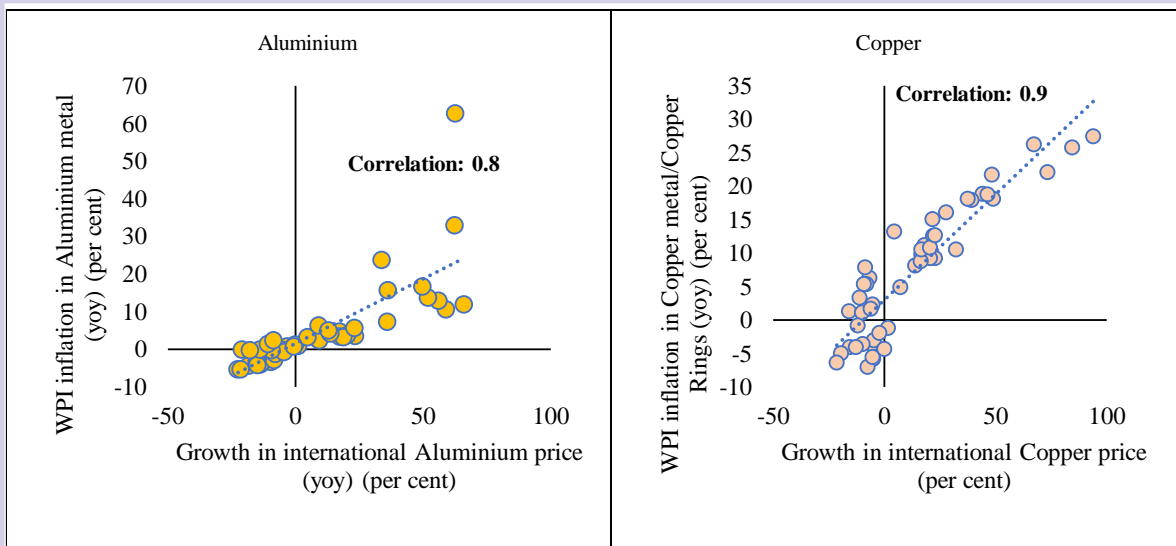 Aluminium
WPI inflation in Aluminium metal
(yoy) (per cent)
70
60
50
40
30
20
10
0
-10
Correlation: 0.8
-50
0
50
100
Growth in international Aluminium price
(yoy) (per cent)
Copper
WPI inflation in Copper metal/Copper
Rings (yoy) (per cent)
35
30
25
20
15
10
5
0
-5
-10
Correlation: 0.9
-50
0
50
100
Growth in international Copper price
(per cent)